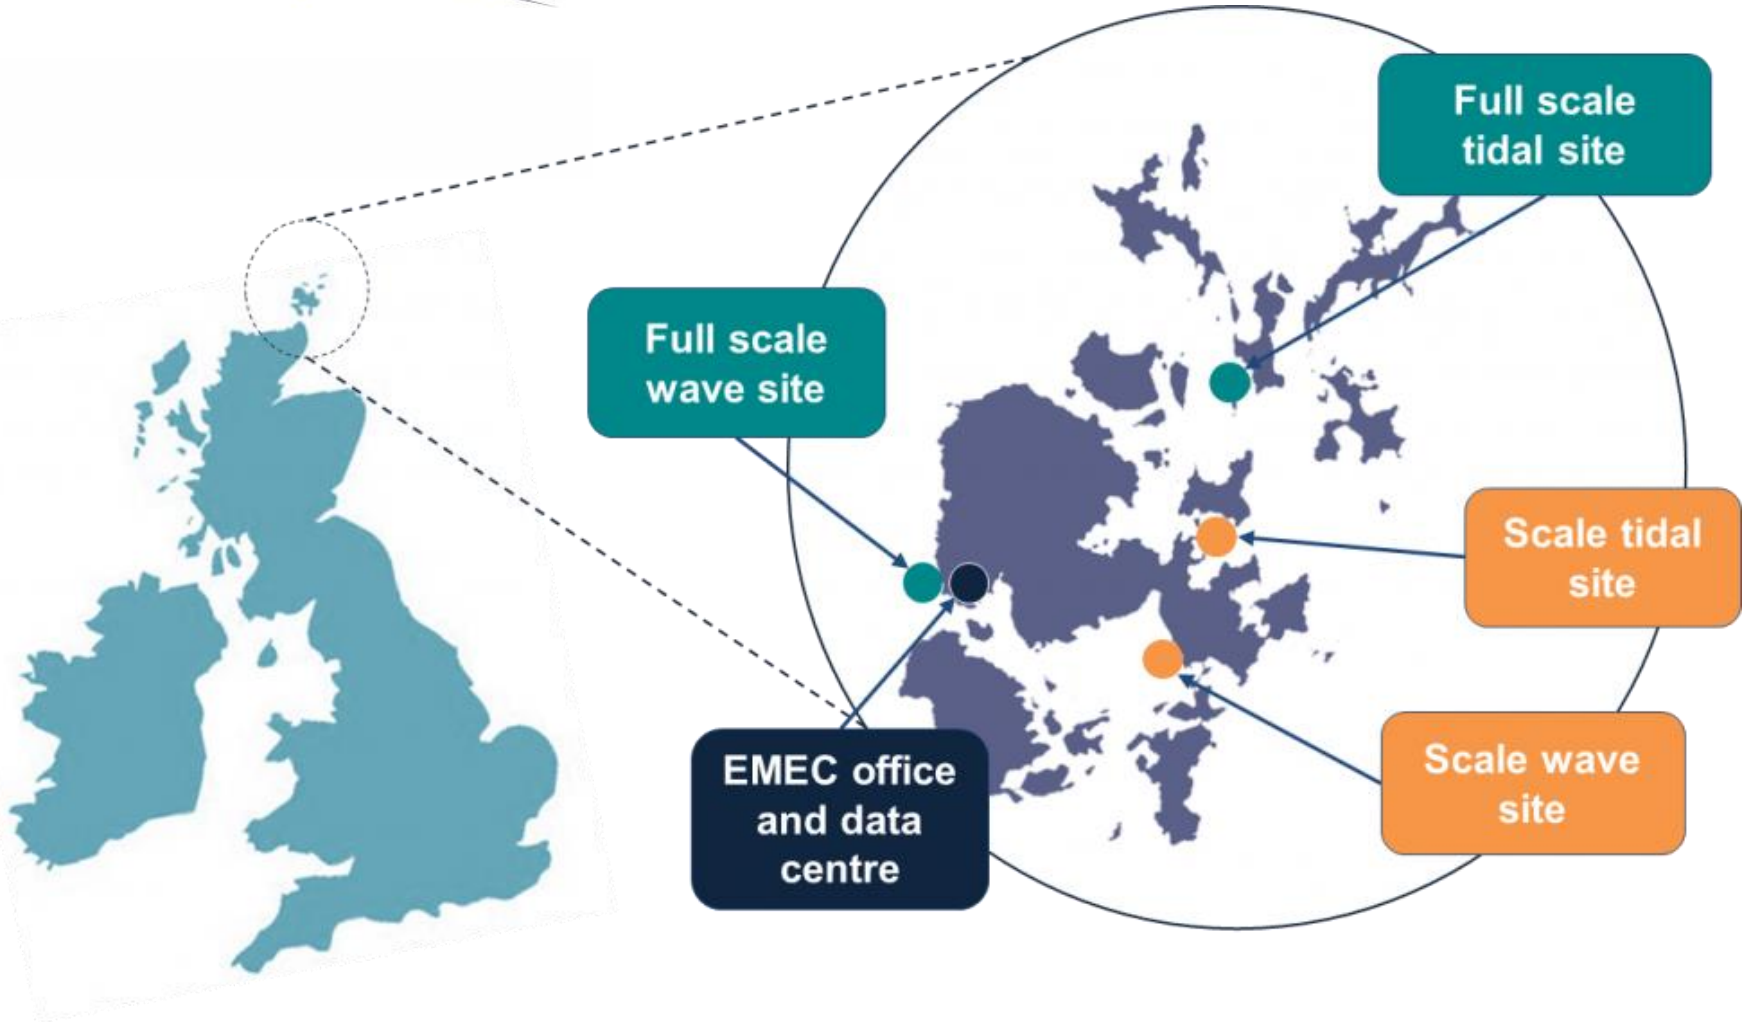 Full scale
tidal site
Full scale
wave site
Scale tidal
site
EMEC office
and data
centre
Scale wave
site